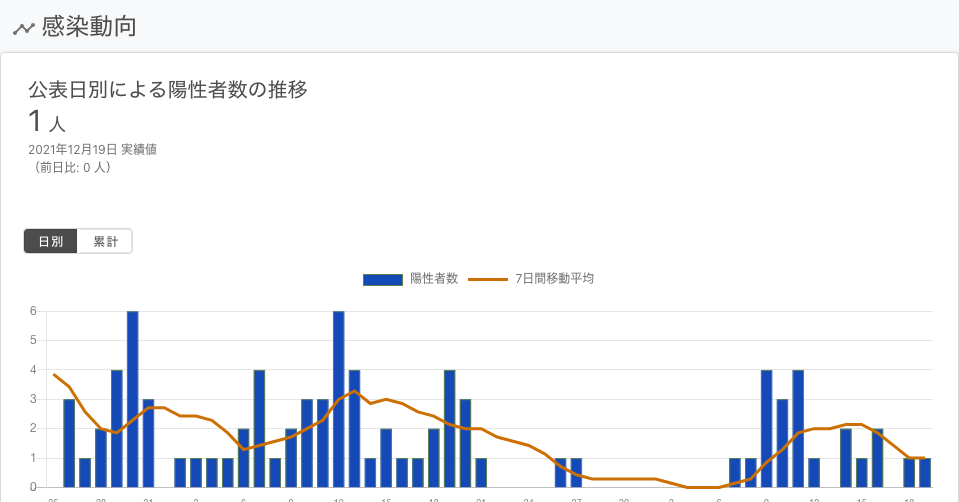 感染動向
公表日別による陽性者数の推移
1 人
2021年12月19日 実績値
（前日比: 0 人）
日別 累計
陽性者数 7日間移動平均
6
5
4
3
2
1
0